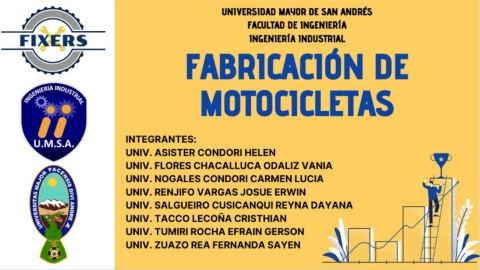 FIXERS
INGENIERIA INDUSTRIAL
U.M.S.A.
UNIVERSIDAD MAYOR DE SAN ANDRÉS
FACULTAD DE INGENIERÍA
INGENIERÍA INDUSTRIAL
FABRICACIÓN DE
MOTOCICLETAS
INTEGRANTES:
UNIV. ASISTER CONDORI HELEN
UNIV. FLORES CHACALLUCA ODALIZ VANIA
UNIV. NOGALES CONDORI CARMEN LUCIA
UNIV. RENJIFO VARGAS JOSUE ERWIN
UNIV. SALGUEIRO CUSICANQUI REYNA DAYANA
UNIV. TACCO LECOÑA CRISTHIAN
UNIV. TUMIRI ROCHA EFRAIN GERSON
UNIV. ZUAZO REA FERNANDA SAYEN